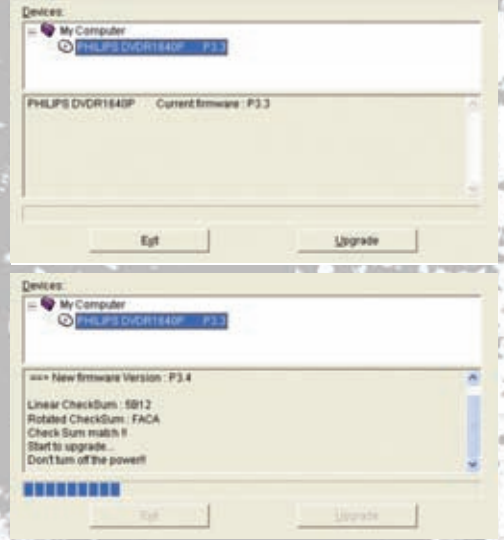 Devices:
My Computer
PHILIPS DVDR1640P P3.3
PHILIPS DVDR1640P Current firmware : P3.3
Exit
Upgrade
Devices:
My Computer
PHILIPS DVDR1640P P3.3
==> New firmware Version : P3.4
Linear CheckSum : 5B12
Rotated CheckSum : FACA
Check Sum match !!
Start to upgrade...
Don't turn off the power!!
Exit
Upgrade